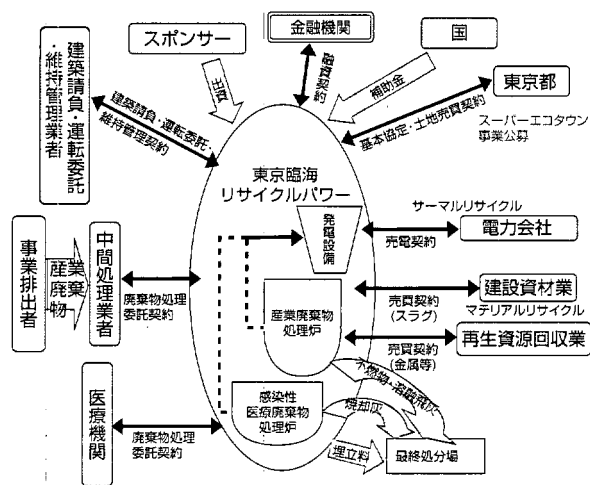 スポンサー
金融機関
国
建築請負・運転委託
・維持管理業者
出資
融資
契約
補助金
東京都
建築請負・運転委託・
維持管理契約
基本協定・土地売買契約
スーパーエコタウン
事業公募
東京臨海
リサイクルパワー
発電設備
サーマルリサイクル
電力会社
売電契約
事業排出者
産業
廃棄
物
中間処理業者
廃棄物処理
委託契約
産業廃棄物
処理炉
売買契約
(スラグ)
建設資材業
マテリアルリサイクル
再生資源回収業
売買契約
(金属等)
不燃物・溶融飛灰
感染性
医療廃棄物
処理炉
焼却灰
医療機関
廃棄物処理
委託契約
埋立料
最終処分場